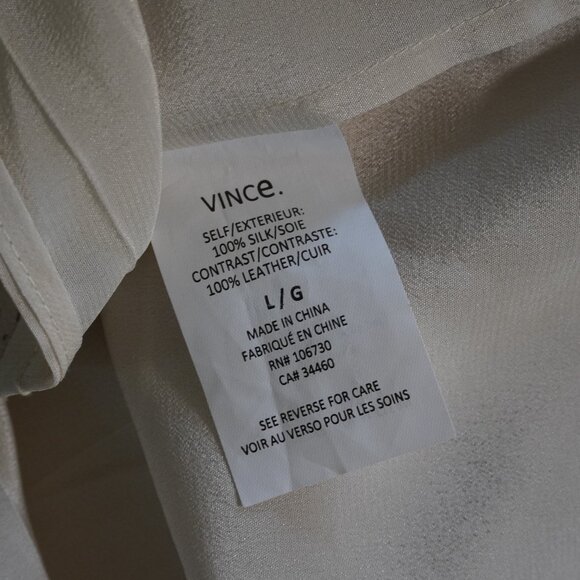 VINCe.
SELF/EXTERIEUR:
100% SILK/SOIE
CONTRAST/CONTRASTE:
100% LEATHER/CUIR
L/G
MADE IN CHINA
FABRIQUÉ EN CHINE
RN# 106730
CA# 34460
SEE REVERSE FOR CARE
VOIR AU VERSO POUR LES SOINS